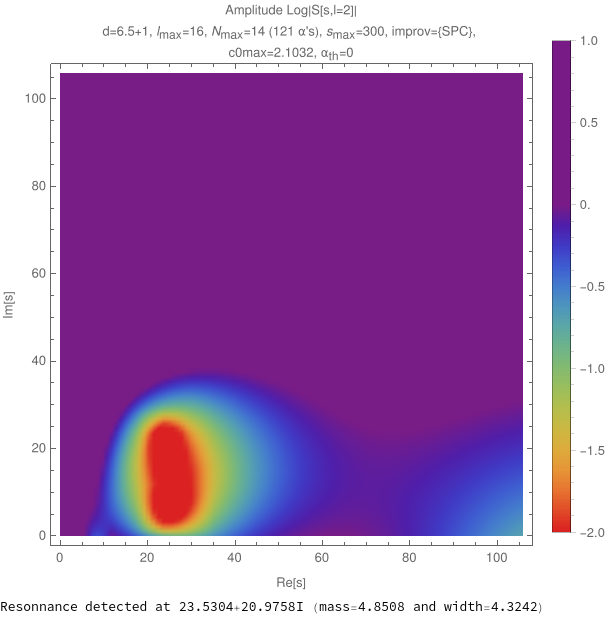 Amplitude Log|S[s,l=2]|
d=6.5+1, lmax=16, Nmax=14 (121 α's), smax=300, improv={SPC},
c0max=2.1032, αth=0
1.0
0.5
0.
−0.5
−1.0
−1.5
−2.0
100
80
60
40
20
0
Im[s]
0 20 40 60 80 100
Re[s]
Resonnance detected at 23.5304+20.9758I (mass=4.8508 and width=4.3242)